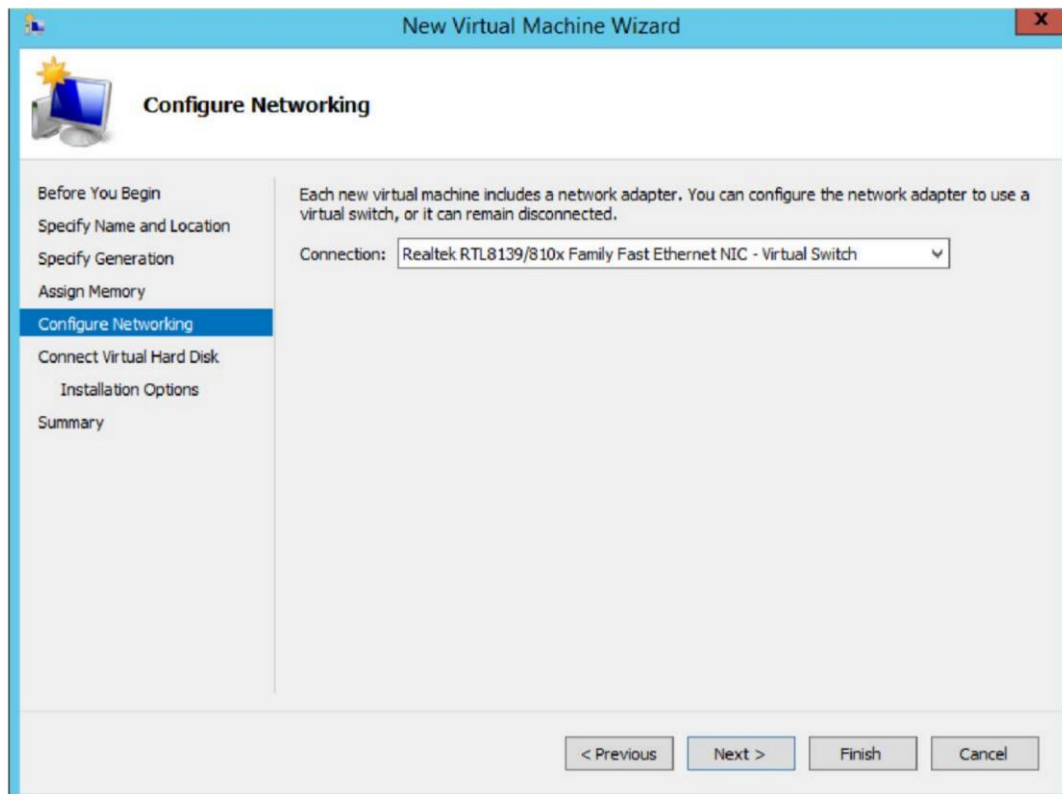 New Virtual Machine Wizard
x
Configure Networking
Before You Begin
Specify Name and Location
Specify Generation
Assign Memory
Configure Networking
Connect Virtual Hard Disk
Installation Options
Summary
Each new virtual machine includes a network adapter. You can configure the network adapter to use a
virtual switch, or it can remain disconnected.
Connection: Realtek RTL8139/810x Family Fast Ethernet NIC - Virtual Switch
< Previous Next > Finish Cancel